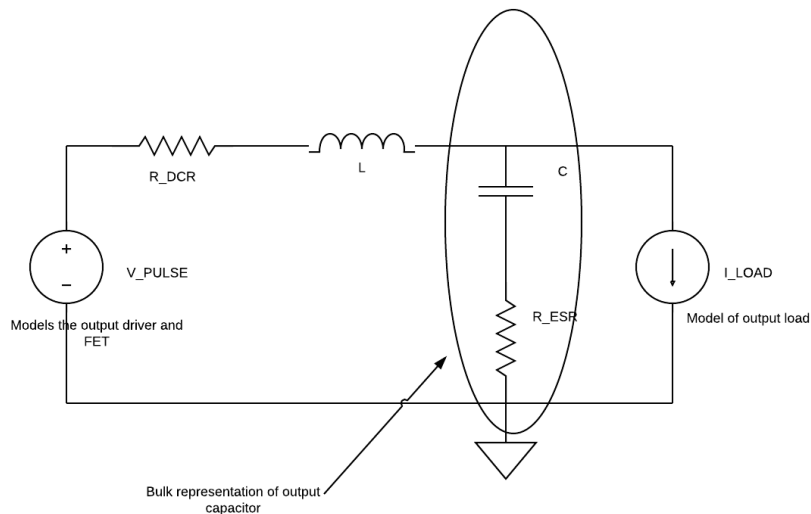 R_DCR
L
C
+
−
V_PULSE
I_LOAD
Models the output driver and
FET
R_ESR
Model of output load
Bulk representation of output
capacitor